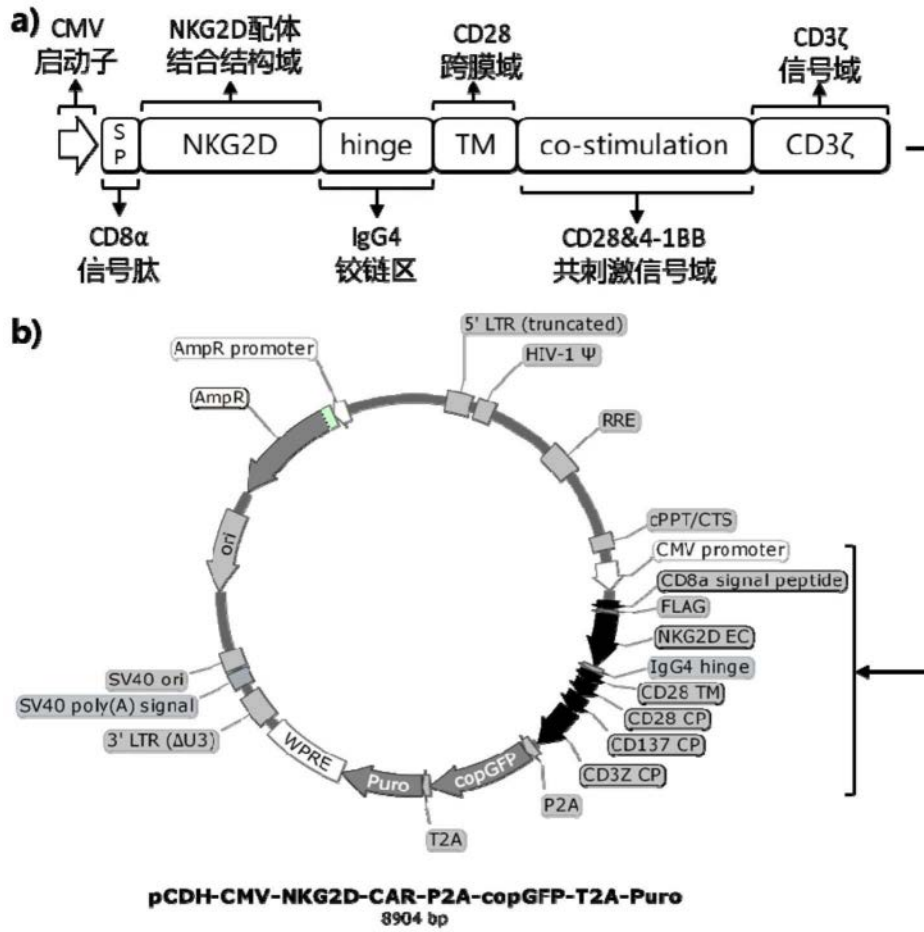 a)
CMV
启动子
NKG2D配体
结合结构域
CD28
跨膜域
CD3ζ
信号域
SP
NKG2D
hinge
TM
co-stimulation
CD3ζ
CD8α
信号肽
IgG4
铰链区
CD28&4-1BB
共刺激信号域
b)
5' LTR (truncated)
AmpR promoter
HIV-1 Ψ
AmpR
RRE
cPPT/CTS
ori
CMV promoter
CD8a signal peptide
FLAG
NKG2D EC
IgG4 hinge
SV40 ori
CD28 TM
SV40 poly(A) signal
CD28 CP
3' LTR (ΔU3)
CD137 CP
WPRE
CD3Z CP
Puro
copGFP
P2A
T2A
pCDH-CMV-NKG2D-CAR-P2A-copGFP-T2A-Puro
8904 bp